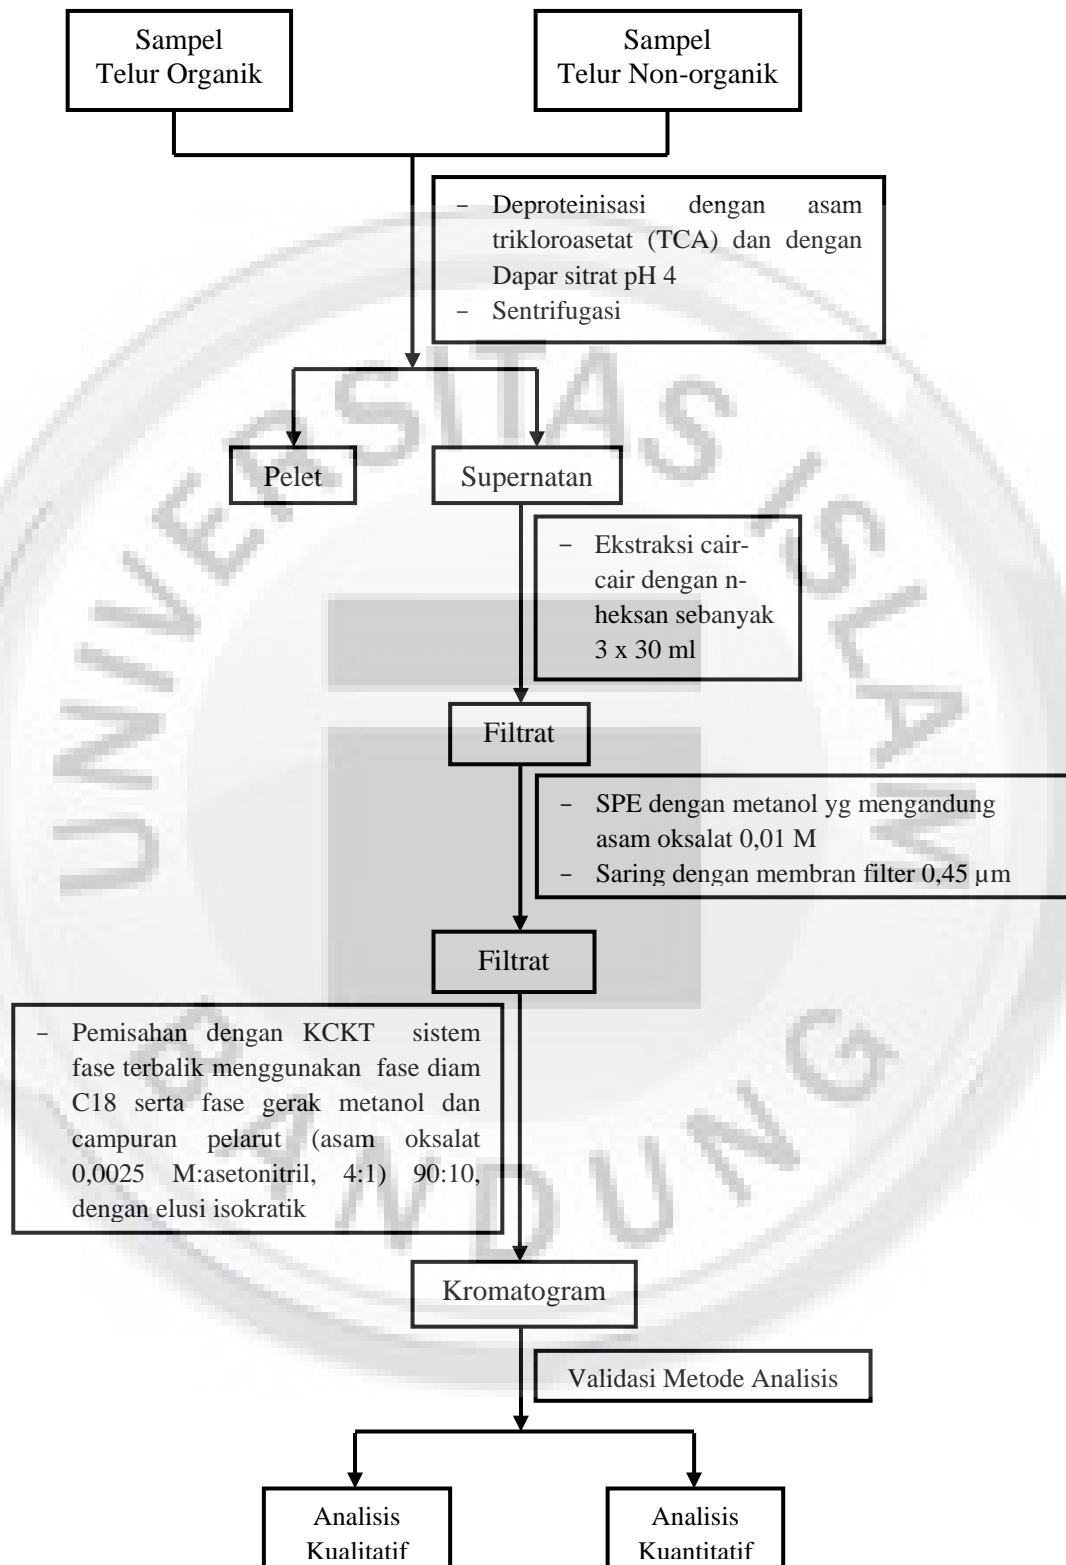 Sampel
Telur Organik
Sampel
Telur Non-organik
- Deproteinisasi dengan asam
trikloroasetat (TCA) dan dengan
Dapar sitrat pH 4
- Sentrifugasi
Pelet
Supernatan
- Ekstraksi cair-
cair dengan n-
heksan sebanyak
3 x 30 ml
Filtrat
- SPE dengan metanol yg mengandung
asam oksalat 0,01 M
- Saring dengan membran filter 0,45 µm
Filtrat
- Pemisahan dengan KCKT sistem
fase terbalik menggunakan fase diam
C18 serta fase gerak metanol dan
campuran pelarut (asam oksalat
0,0025 M:asetonitril, 4:1) 90:10,
dengan elusi isokratik
Kromatogram
Validasi Metode Analisis
Analisis
Kualitatif
Analisis
Kuantitatif
UNIVERSITAS ISLAM
BANDUNG